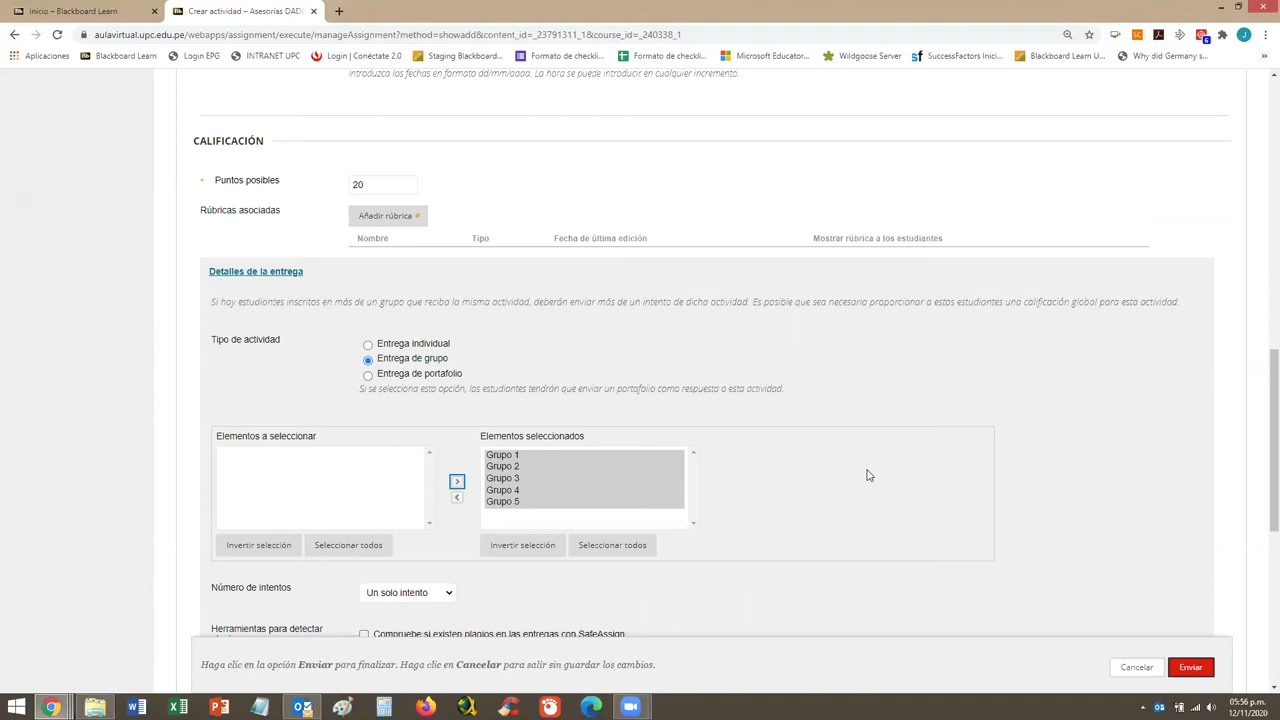 Inicio – Blackboard Learn
Crear actividad – Asesorías DAD
aulavirtual.upc.edu.pe/webapps/assignment/execute/manageAssignment?method=showadd&content_id=_23791311_1&course_id=_240338_1
Aplicaciones
Blackboard Learn
Login EPG
INTRANET UPC
Login | Conéctate 2.0
Staging Blackboard...
Formato de checkli...
Formato de checkli...
Microsoft Educator...
Wildgoose Server
SuccessFactors Inici...
Blackboard Learn U...
Why did Germany s...
Introduzca las fechas en formato dd/mm/aaaa. La hora se puede introducir en cualquier incremento.
CALIFICACIÓN
Puntos posibles
20
Rúbricas asociadas
Añadir rúbrica
Nombre Tipo Fecha de última edición Mostrar rúbrica a los estudiantes
Detalles de la entrega
Si hay estudiantes inscritos en más de un grupo que reciba la misma actividad, deberán enviar más de un intento de dicha actividad. Es posible que sea necesario proporcionar a estos estudiantes una calificación global para esta actividad.
Tipo de actividad
Entrega individual
Entrega de grupo
Entrega de portafolio
Si se selecciona esta opción, los estudiantes tendrán que enviar un portafolio como respuesta a esta actividad.
Elementos a seleccionar
Elementos seleccionados
Grupo 1
Grupo 2
Grupo 3
Grupo 4
Grupo 5
Invertir selección
Seleccionar todos
Invertir selección
Seleccionar todos
Número de intentos
Un solo intento
Herramientas para detectar
Compruebe si existen plagios en las entregas con SafeAssign
Haga clic en la opción Enviar para finalizar. Haga clic en Cancelar para salir sin guardar los cambios.
Cancelar
Enviar
05:56 p.m.
12/11/2020